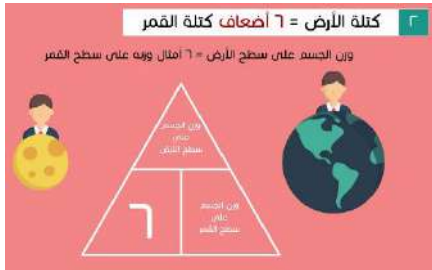 ٢ كتلة الأرض = ٦ أضعاف كتلة القمر
وزن الجسم على سطح الأرض = ٦ أمثال وزنه على سطح القمر
وزن الجسم
على
سطح الأرض
٦
وزن الجسم
على
سطح القمر